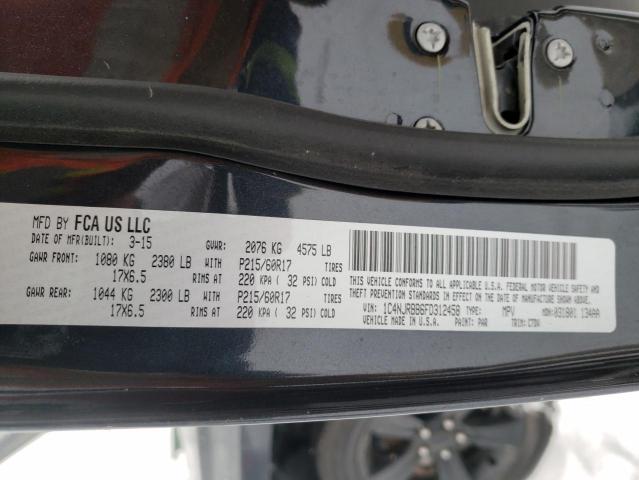 MFD BY FCA US LLC
DATE OF MFR(BUILT): 3-15 GVWR: 2076 KG 4575 LB
GAWR FRONT: 1080 KG 2380 LB WITH P215/60R17 TIRES
17X6.5 RIMS AT 220 KPA ( 32 PSI) COLD
GAWR REAR: 1044 KG 2300 LB WITH P215/60R17 TIRES
17X6.5 RIMS AT 220 KPA ( 32 PSI) COLD
THIS VEHICLE CONFORMS TO ALL APPLICABLE
U.S.A. FEDERAL MOTOR VEHICLE SAFETY AND
THEFT PREVENTION STANDARDS IN EFFECT ON
THE DATE OF MANUFACTURE SHOWN ABOVE.
VIN: 1C4NJRBB6FD312458 TYPE: MPV MDH: 031801 134AA
VEHICLE MADE IN U.S.A. PAINT: PAR TRIM: C7DV